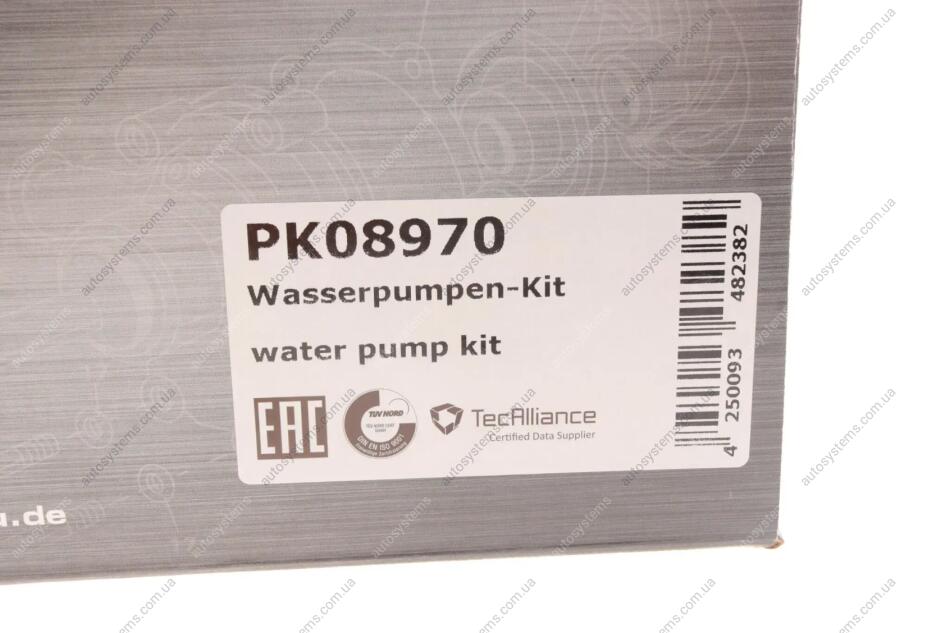 PK08970
Wasserpumpen-Kit
water pump kit
EAC
TUV NORD
DIN EN ISO 9001
TecAlliance
Certified Data Supplier
4 250093 482382
u.de
autosystems.com.ua